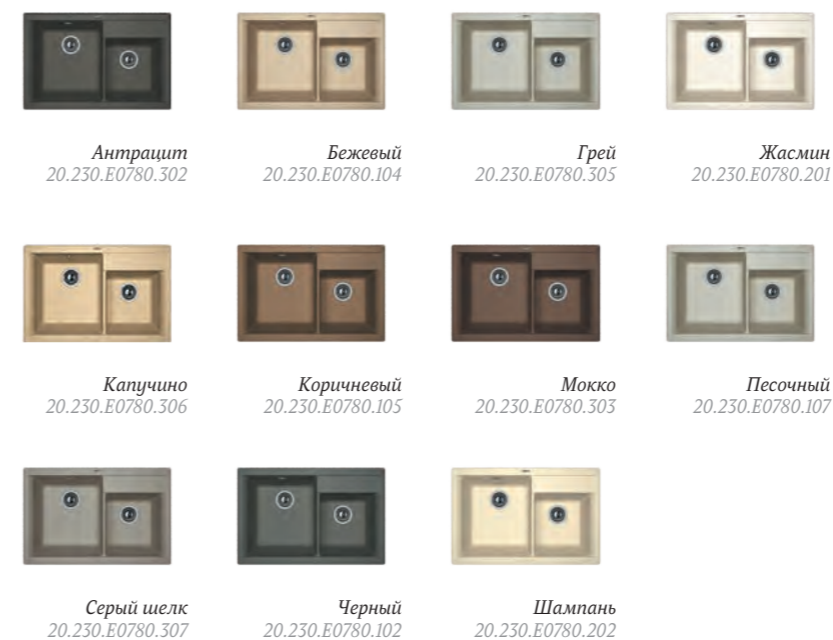 Антрацит
20.230.E0780.302
Бежевый
20.230.E0780.104
Грей
20.230.E0780.305
Жасмин
20.230.E0780.201
Капучино
20.230.E0780.306
Коричневый
20.230.E0780.105
Мокко
20.230.E0780.303
Песочный
20.230.E0780.107
Серый шелк
20.230.E0780.307
Черный
20.230.E0780.102
Шампань
20.230.E0780.202